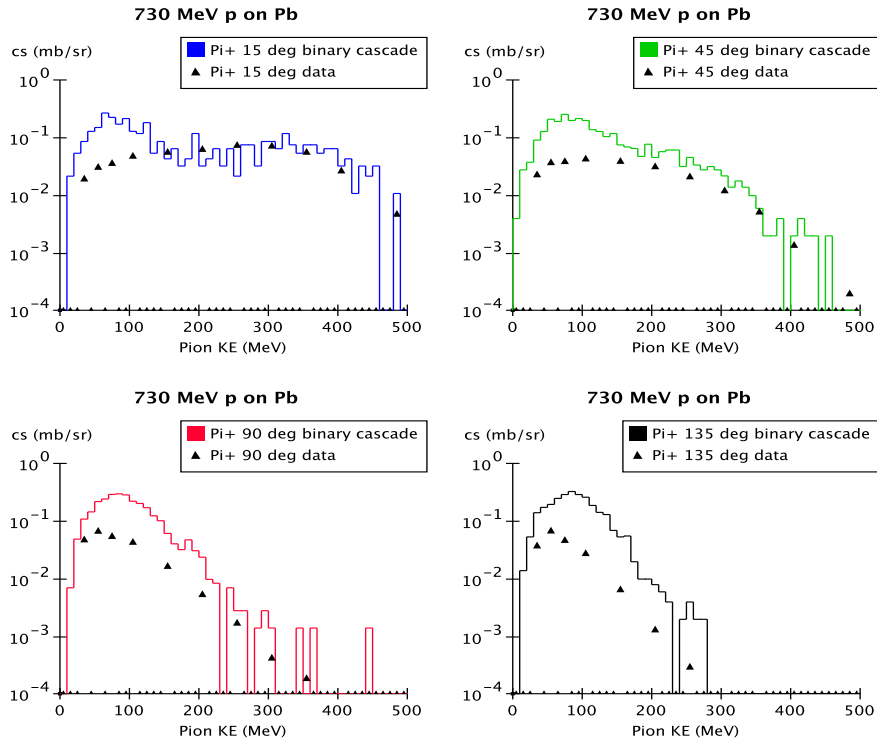 730 MeV p on Pb
cs (mb/sr)
Pi+ 15 deg binary cascade
Pi+ 15 deg data
10^0
10^-1
10^-2
10^-3
10^-4
0 100 200 300 400 500
Pion KE (MeV)
730 MeV p on Pb
cs (mb/sr)
Pi+ 45 deg binary cascade
Pi+ 45 deg data
10^0
10^-1
10^-2
10^-3
10^-4
0 100 200 300 400 500
Pion KE (MeV)
730 MeV p on Pb
cs (mb/sr)
Pi+ 90 deg binary cascade
Pi+ 90 deg data
10^0
10^-1
10^-2
10^-3
10^-4
0 100 200 300 400 500
Pion KE (MeV)
730 MeV p on Pb
cs (mb/sr)
Pi+ 135 deg binary cascade
Pi+ 135 deg data
10^0
10^-1
10^-2
10^-3
10^-4
0 100 200 300 400 500
Pion KE (MeV)